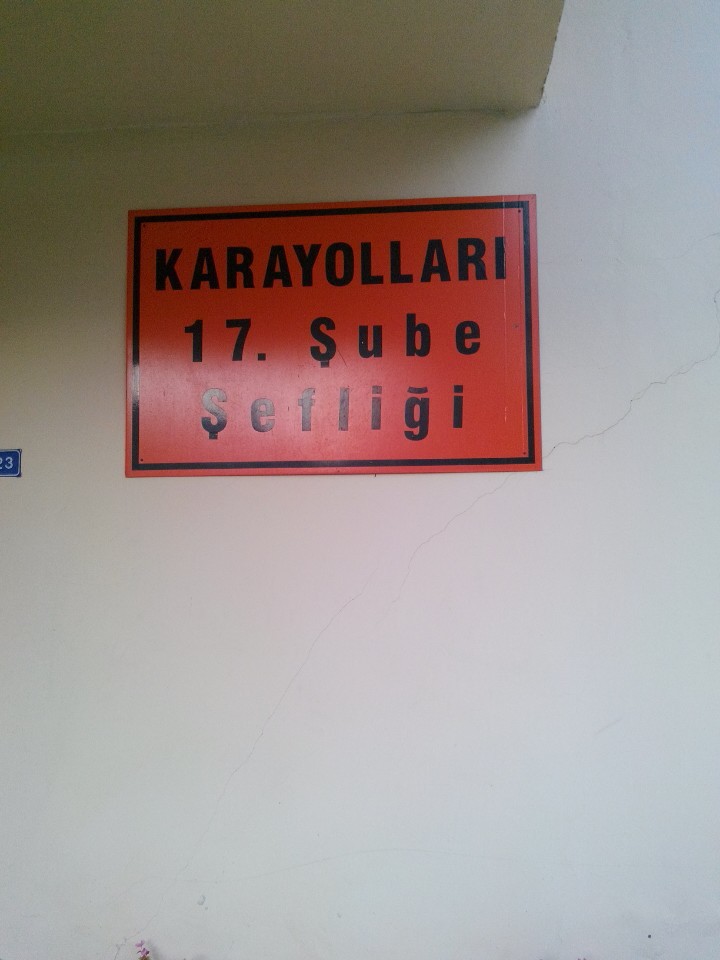 KARAYOLLARI
17. Şube
Şefliği
23